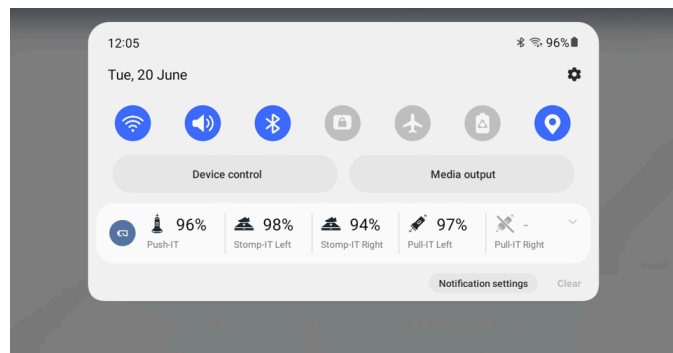 12:05 96%
Tue, 20 June
Device control Media output
96% 98% 94% 97% -
Push-IT Stomp-IT Left Stomp-IT Right Pull-IT Left Pull-IT Right
Notification settings Clear